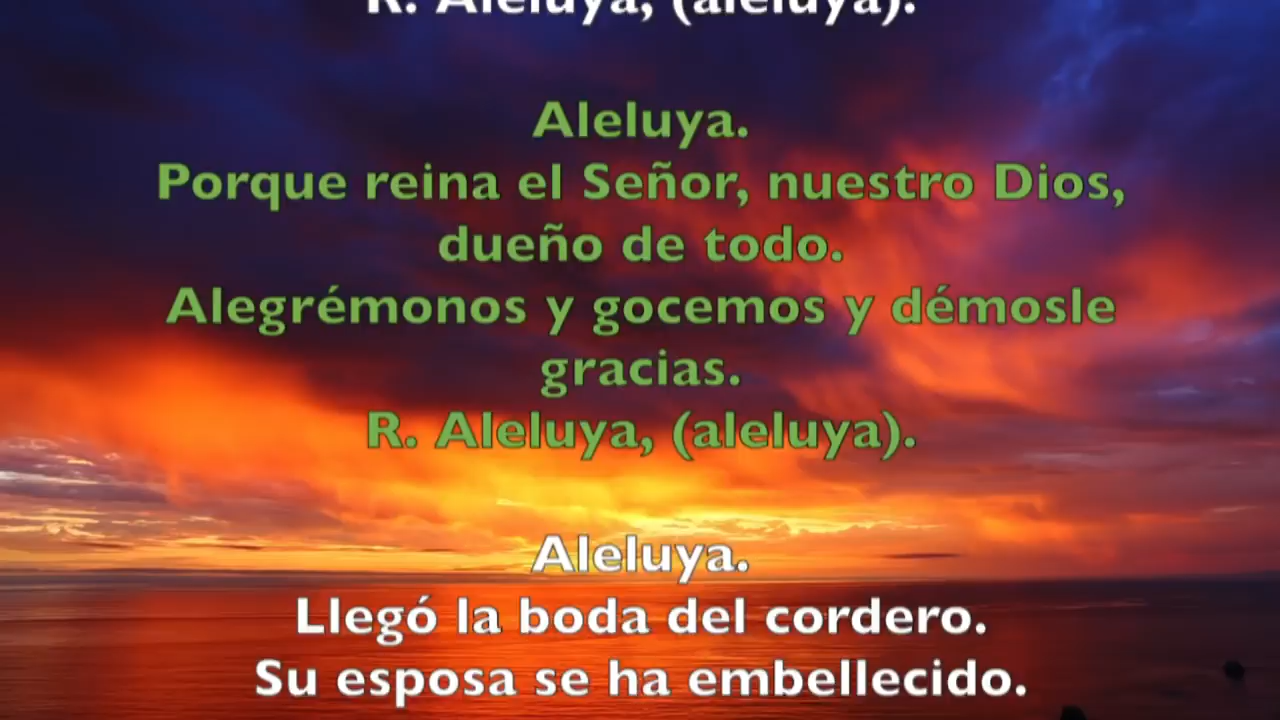 R. Aleluya, (aleluya).
Aleluya.
Porque reina el Señor, nuestro Dios,
dueño de todo.
Alegrémonos y gocemos y démosle
gracias.
R. Aleluya, (aleluya).
Aleluya.
Llegó la boda del cordero.
Su esposa se ha embellecido.